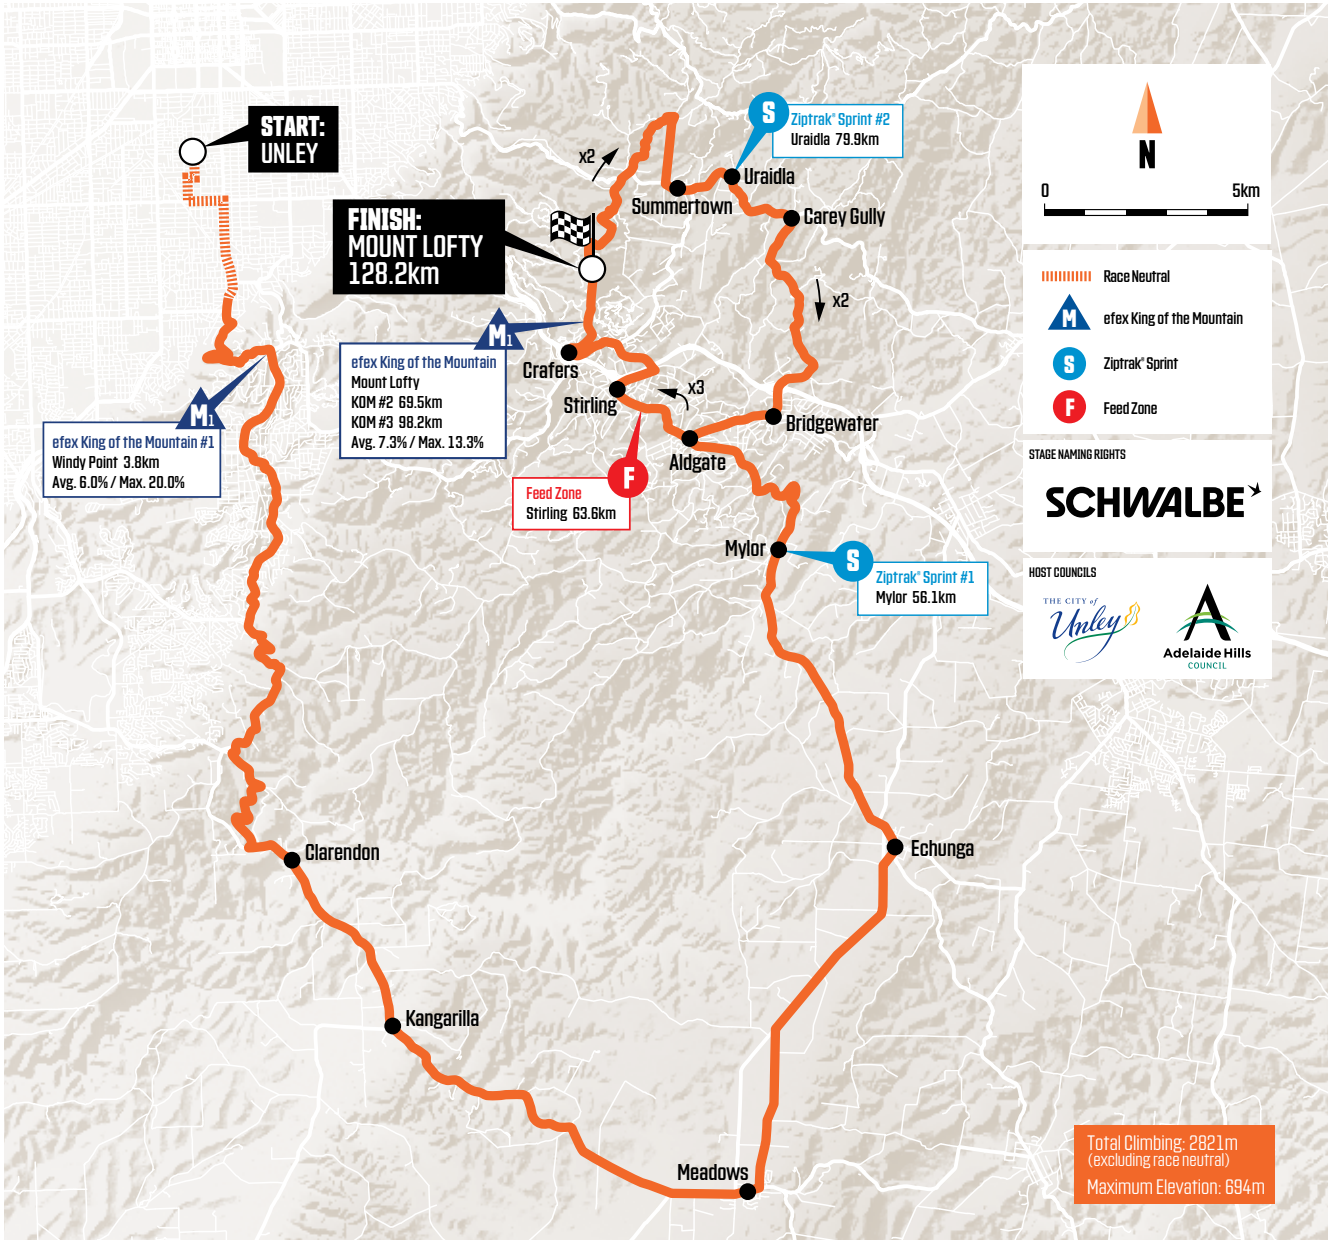 START:
UNLEY
FINISH:
MOUNT LOFTY
128.2km
x2
S
Ziptrak® Sprint #2
Uraidla 79.9km
Uraidla
Summertown
Carey Gully
x2
M1
efex King of the Mountain
Mount Lofty
KOM #2 69.5km
KOM #3 98.2km
Avg. 7.3% / Max. 13.3%
Crafers
Stirling
x3
Bridgewater
Aldgate
M1
efex King of the Mountain #1
Windy Point 3.8km
Avg. 6.0% / Max. 20.0%
F
Feed Zone
Stirling 63.6km
Mylor
S
Ziptrak® Sprint #1
Mylor 56.1km
Clarendon
Echunga
Kangarilla
Meadows
N
0 5km
Race Neutral
M efex King of the Mountain
S Ziptrak® Sprint
F Feed Zone
STAGE NAMING RIGHTS
SCHWALBE
HOST COUNCILS
THE CITY of
Unley
Adelaide Hills
COUNCIL
Total Climbing: 2821m
(excluding race neutral)
Maximum Elevation: 694m